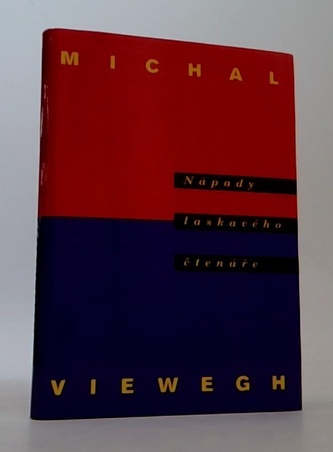 MICHAL
Nápady
laskavého
čtenáře
VIEWEGH